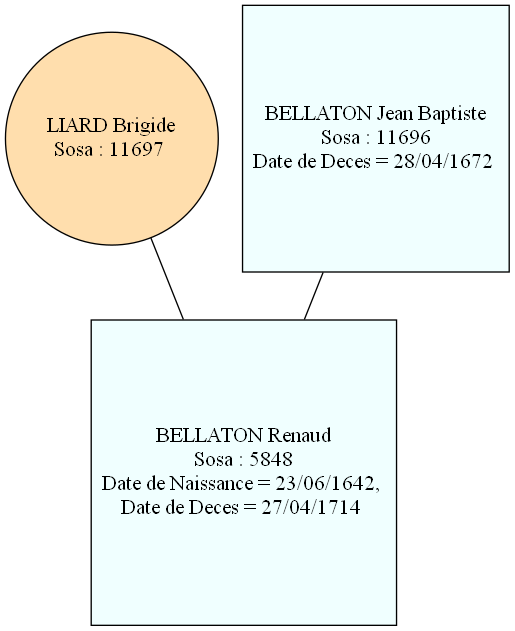 LIARD Brigide
Sosa : 11697
BELLATON Jean Baptiste
Sosa : 11696
Date de Deces = 28/04/1672
BELLATON Renaud
Sosa : 5848
Date de Naissance = 23/06/1642,
Date de Deces = 27/04/1714